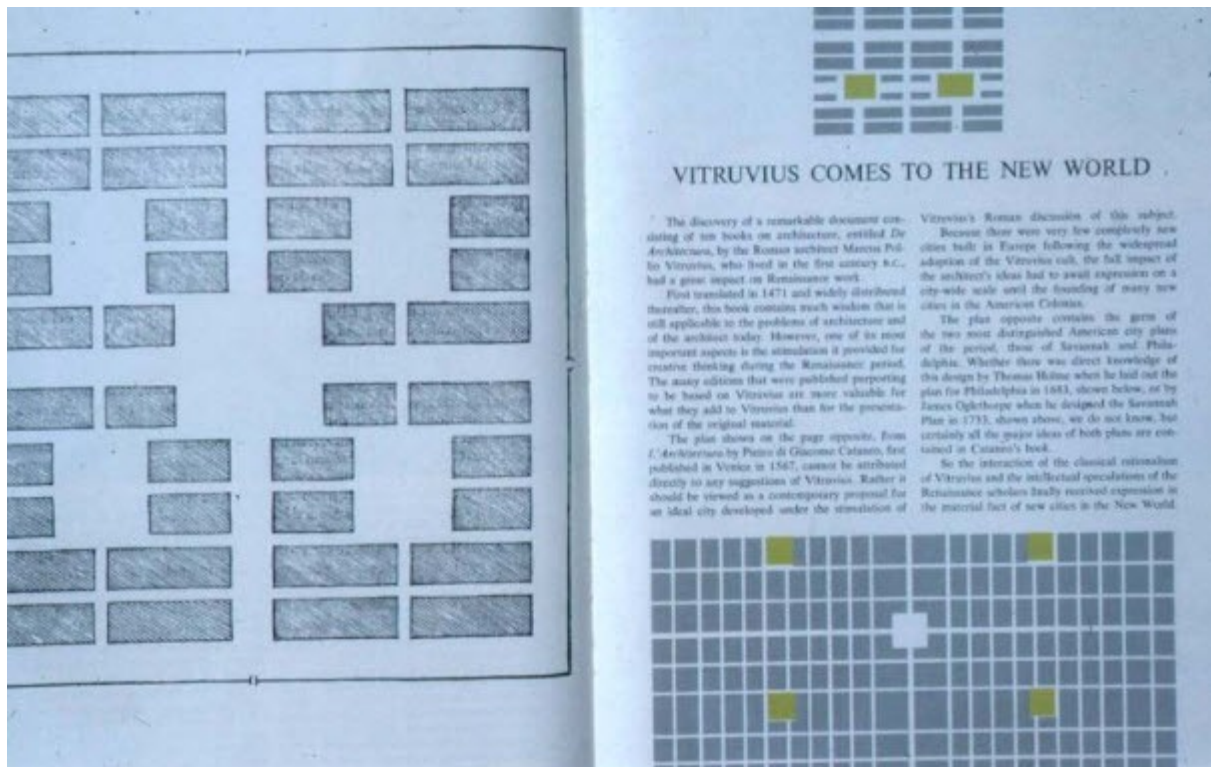 VITRUVIUS COMES TO THE NEW WORLD
The discovery of a remarkable document con-
sisting of ten books on architecture, entitled De
Architectura, by the Roman architect Marcus Pol-
lio Vitruvius, who lived in the first century B.C.,
had a great impact on Renaissance work.
First translated in 1471 and widely distributed
thereafter, this book contains much wisdom that is
still applicable to the problems of architecture and
of the architect today. However, one of its most
important aspects is the stimulation it provided for
creative thinking during the Renaissance period.
The many editions that were published purporting
to be based on Vitruvius are more valuable for
what they add to Vitruvius than for the presenta-
tion of the original material.
The plan shown on the page opposite, from
L'Architettura by Pietro di Giacomo Cataneo, first
published in Venice in 1567, cannot be attributed
directly to any suggestions of Vitruvius. Rather it
should be viewed as a contemporary proposal for
an ideal city developed under the stimulation of
Vitruvius's Roman discussion of this subject.
Because there were very few completely new
cities built in Europe following the widespread
adoption of the Vitruvius cult, the full impact of
the architect's ideas had to await expression on a
city-wide scale until the founding of many new
cities in the American Colonies.
The plan opposite contains the germ of
the two most distinguished American city plans
of the period, those of Savannah and Phila-
delphia. Whether there was direct knowledge of
this design by Thomas Holme when he laid out the
plan for Philadelphia in 1683, shown below, or by
James Oglethorpe when he designed the Savannah
Plan in 1733, shown above, we do not know, but
certainly all the major ideas of both plans are con-
tained in Cataneo's book.
So the interaction of the classical rationalism
of Vitruvius and the intellectual speculations of the
Renaissance scholars finally received expression in
the material fact of new cities in the New World.